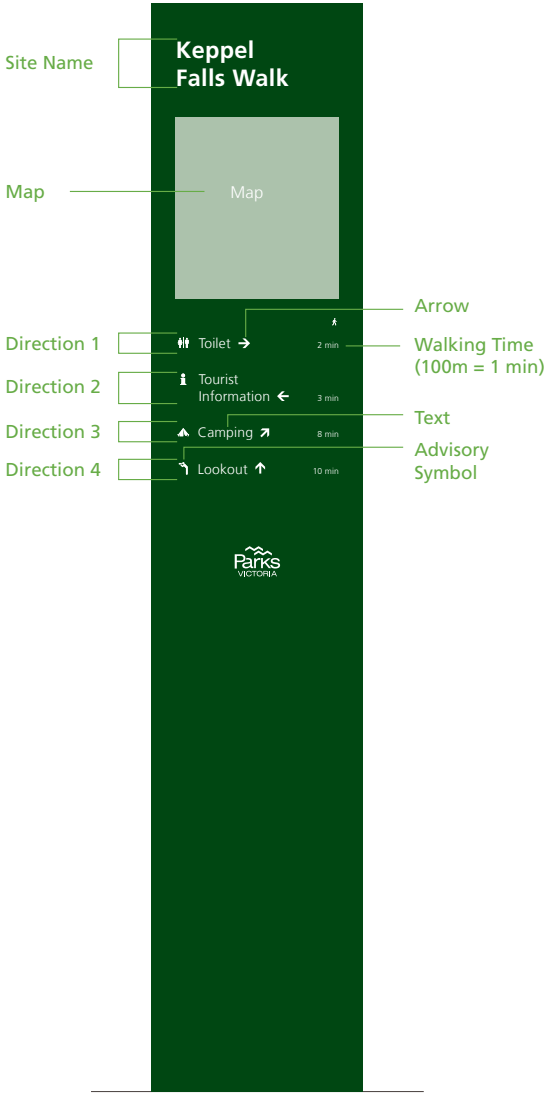 Keppel
Falls Walk
Site Name
Map
Map
Arrow
Direction 1
Toilet
2 min
Walking Time
(100m = 1 min)
Direction 2
Tourist
Information
3 min
Direction 3
Camping
8 min
Text
Direction 4
Lookout
10 min
Advisory
Symbol
Parks
VICTORIA